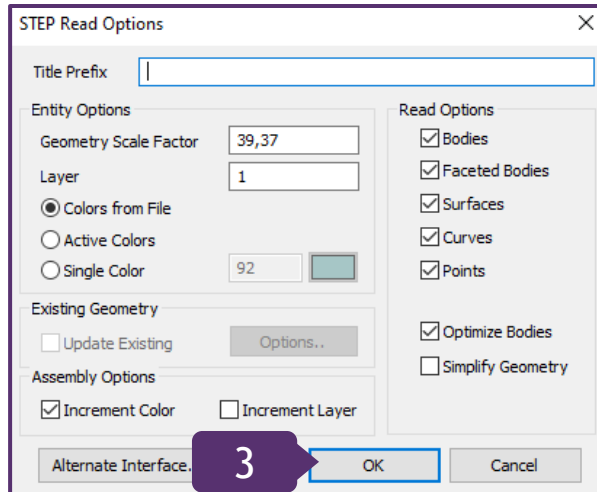 STEP Read Options
Title Prefix
Entity Options
Geometry Scale Factor 39,37
Layer 1
Colors from File
Active Colors
Single Color 92
Existing Geometry
Update Existing Options..
Assembly Options
Increment Color Increment Layer
Read Options
Bodies
Faceted Bodies
Surfaces
Curves
Points
Optimize Bodies
Simplify Geometry
Alternate Interface. 3 OK Cancel